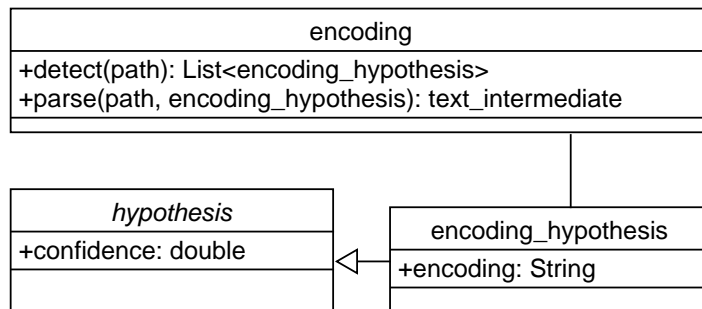 encoding
+detect(path): List<encoding_hypothesis>
+parse(path, encoding_hypothesis): text_intermediate
hypothesis
+confidence: double
encoding_hypothesis
+encoding: String